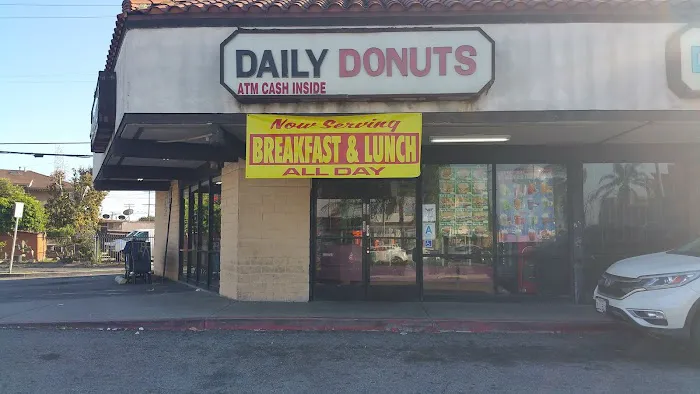 DAILY DONUTS
ATM CASH INSIDE
Now Serving
BREAKFAST & LUNCH
ALL DAY
A